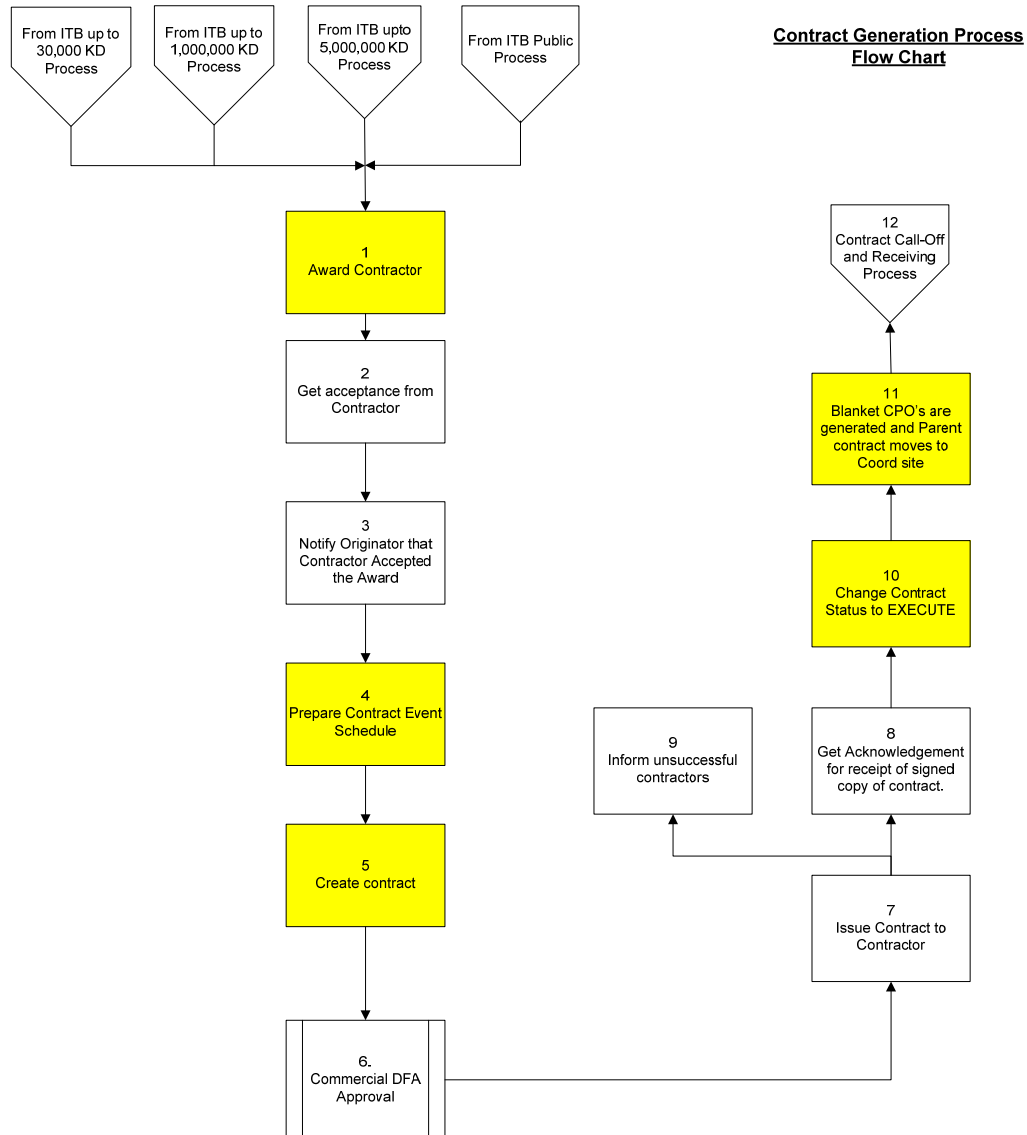 Contract Generation Process
Flow Chart
From ITB up to
30,000 KD
Process
From ITB up to
1,000,000 KD
Process
From ITB upto
5,000,000 KD
Process
From ITB Public
Process
1
Award Contractor
2
Get acceptance from
Contractor
3
Notify Originator that
Contractor Accepted
the Award
4
Prepare Contract Event
Schedule
5
Create contract
6.
Commercial DFA
Approval
7
Issue Contract to
Contractor
8
Get Acknowledgement
for receipt of signed
copy of contract.
9
Inform unsuccessful
contractors
10
Change Contract
Status to EXECUTE
11
Blanket CPO's are
generated and Parent
contract moves to
Coord site
12
Contract Call-Off
and Receiving
Process